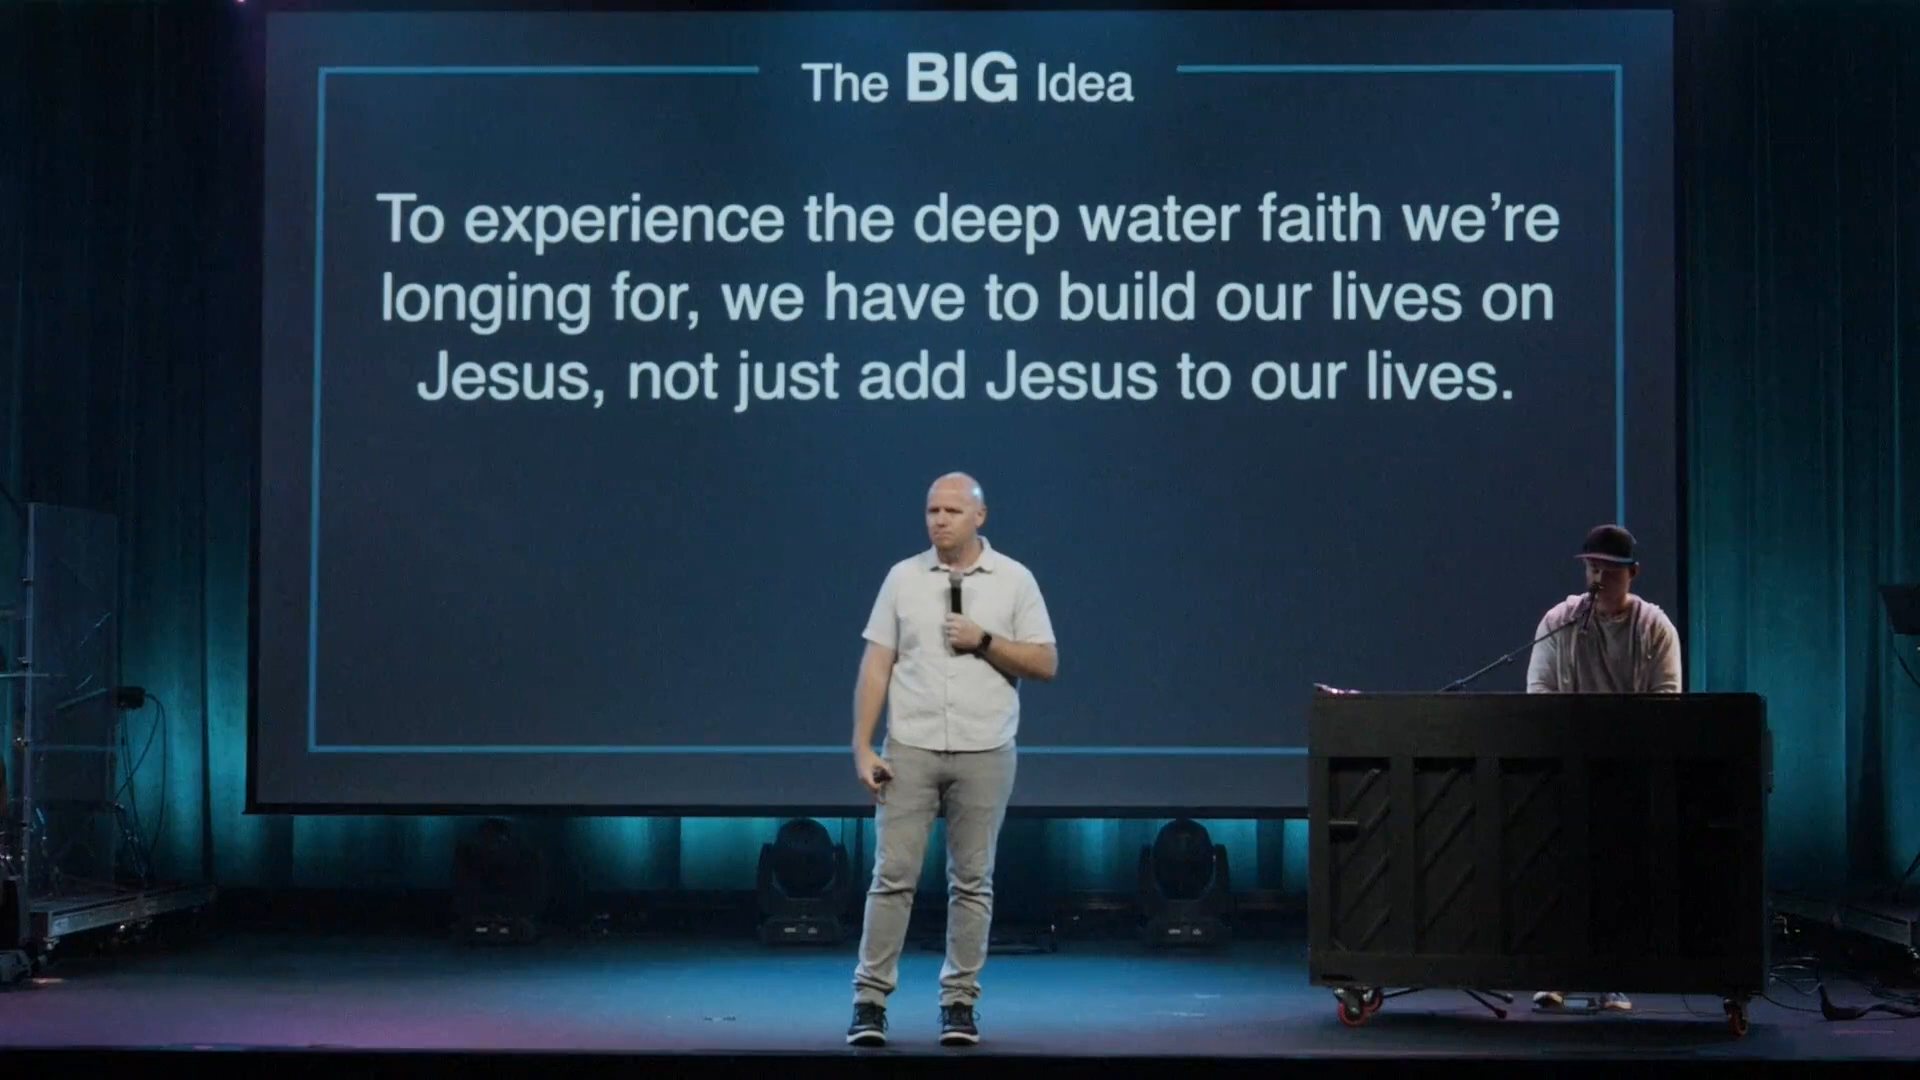 The BIG Idea
To experience the deep water faith we’re
longing for, we have to build our lives on
Jesus, not just add Jesus to our lives.